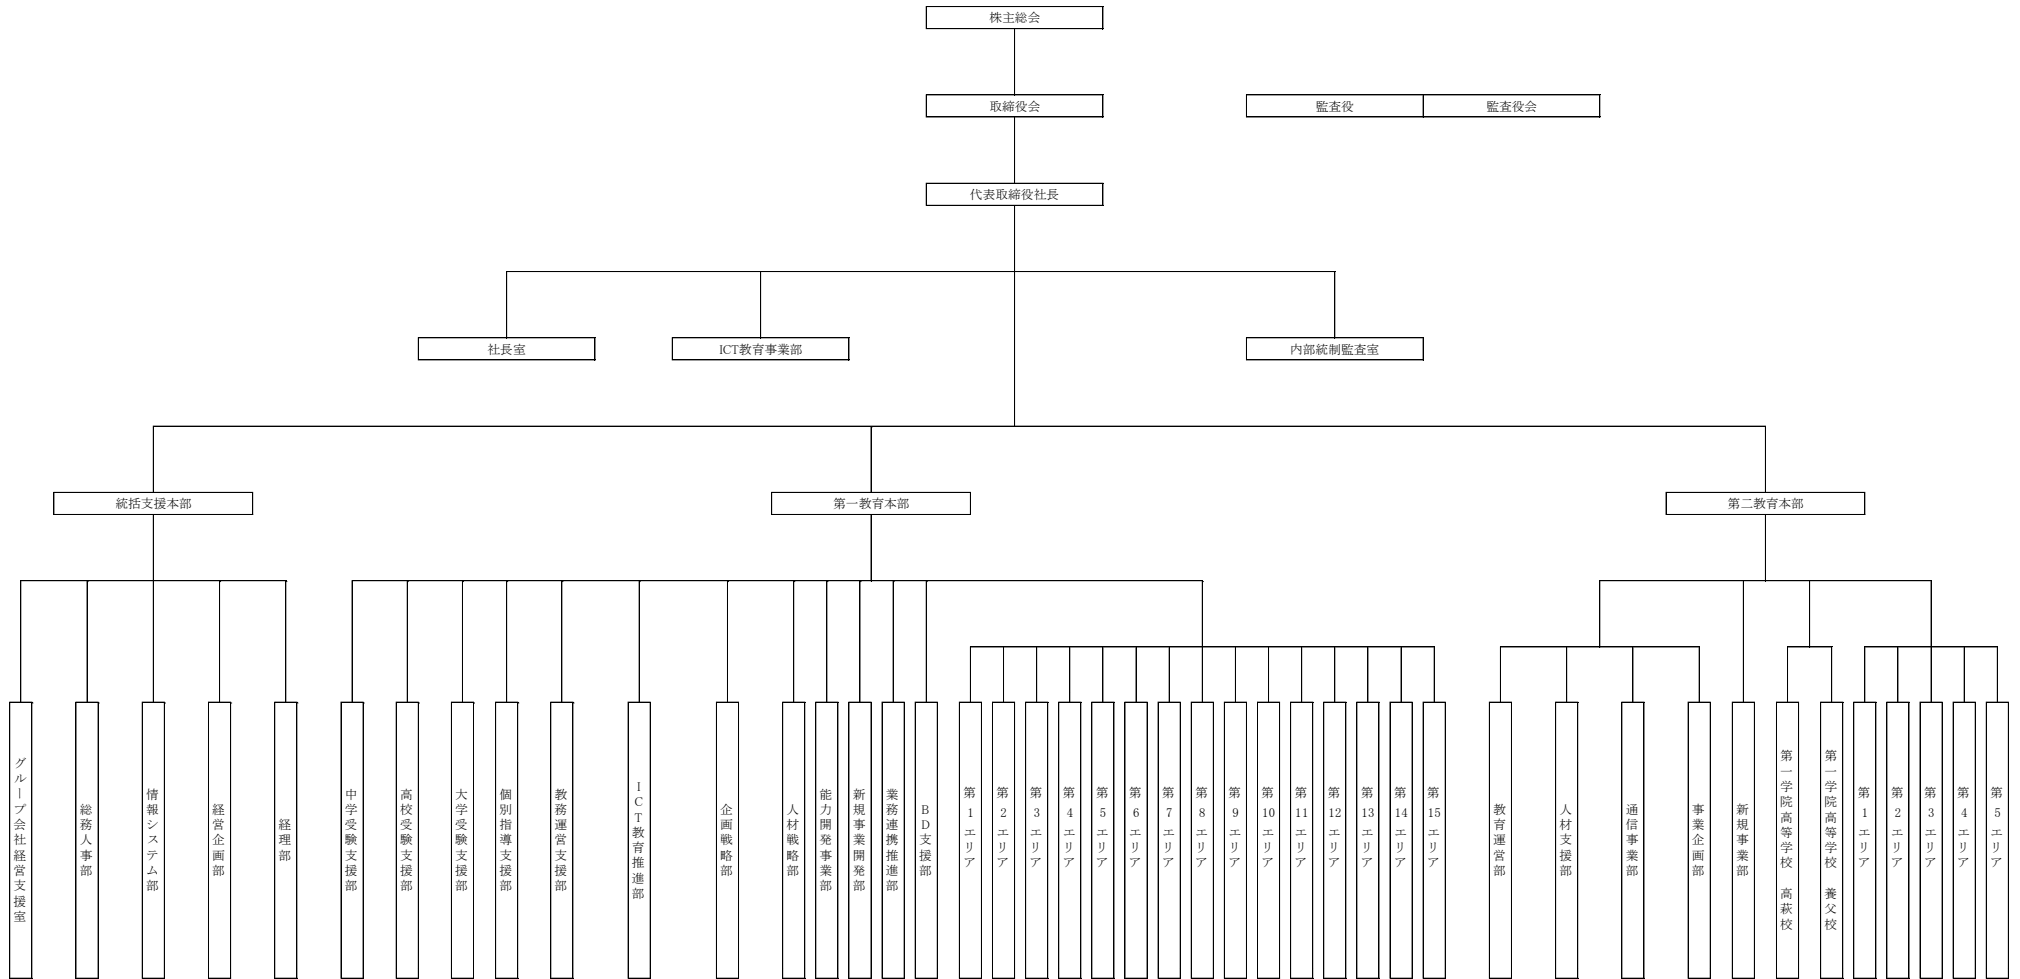 株主総会
取締役会
監査役
監査役会
代表取締役社長
社長室
ICT教育事業部
内部統制監査室
統括支援本部
第一教育本部
第二教育本部
グループ会社経営支援室
総務人事部
情報システム部
経営企画部
経理部
中学受験支援部
高校受験支援部
大学受験支援部
個別指導支援部
教務運営支援部
ICT教育推進部
企画戦略部
人材戦略部
能力開発事業部
新規事業開発部
業務連携推進部
BD支援部
第1エリア
第2エリア
第3エリア
第4エリア
第5エリア
第6エリア
第7エリア
第8エリア
第9エリア
第10エリア
第11エリア
第12エリア
第13エリア
第14エリア
第15エリア
教育運営部
人材支援部
通信事業部
事業企画部
新規事業部
第一学院高等学校　高萩校
第一学院高等学校　養父校
第1エリア
第2エリア
第3エリア
第4エリア
第5エリア